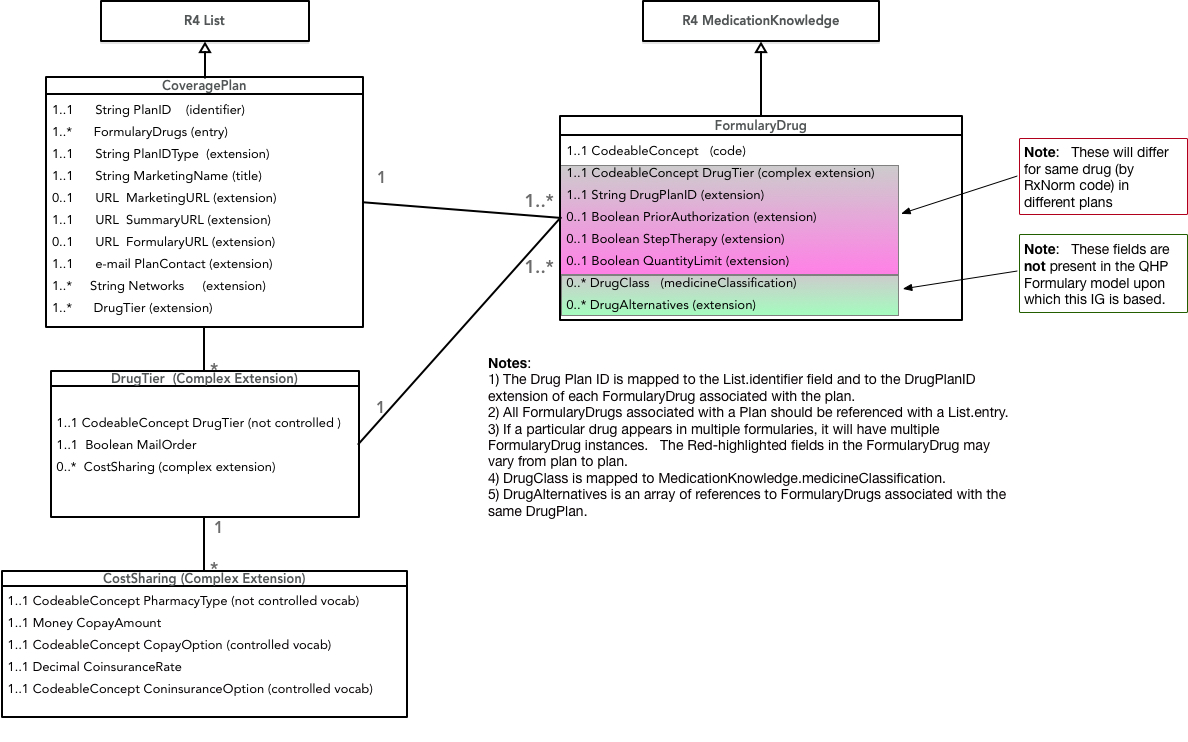 R4 List
CoveragePlan
1..1 String PlanID (identifier)
1..* FormularyDrugs (entry)
1..1 String PlanIDType (extension)
1..1 String MarketingName (title)
0..1 URL MarketingURL (extension)
1..1 URL SummaryURL (extension)
0..1 URL FormularyURL (extension)
1..1 e-mail PlanContact (extension)
1..* String Networks (extension)
1..* DrugTier (extension)
1
1..*
1..*
*
DrugTier (Complex Extension)
1..1 CodeableConcept DrugTier (not controlled )
1..1 Boolean MailOrder
0..* CostSharing (complex extension)
1
1
*
CostSharing (Complex Extension)
1..1 CodeableConcept PharmacyType (not controlled vocab)
1..1 Money CopayAmount
1..1 CodeableConcept CopayOption (controlled vocab)
1..1 Decimal CoinsuranceRate
1..1 CodeableConcept ConinsuranceOption (controlled vocab)
R4 MedicationKnowledge
FormularyDrug
1..1 CodeableConcept (code)
1..1 CodeableConcept DrugTier (complex extension)
1..1 String DrugPlanID (extension)
0..1 Boolean PriorAuthorization (extension)
0..1 Boolean StepTherapy (extension)
0..1 Boolean QuantityLimit (extension)
0..* DrugClass (medicineClassification)
0..* DrugAlternatives (extension)
Note: These will differ
for same drug (by
RxNorm code) in
different plans
Note: These fields are
not present in the QHP
Formulary model upon
which this IG is based.
Notes:
1) The Drug Plan ID is mapped to the List.identifier field and to the DrugPlanID
extension of each FormularyDrug associated with the plan.
2) All FormularyDrugs associated with a Plan should be referenced with a List.entry.
3) If a particular drug appears in multiple formularies, it will have multiple
FormularyDrug instances. The Red-highlighted fields in the FormularyDrug may
vary from plan to plan.
4) DrugClass is mapped to MedicationKnowledge.medicineClassification.
5) DrugAlternatives is an array of references to FormularyDrugs associated with the
same DrugPlan.